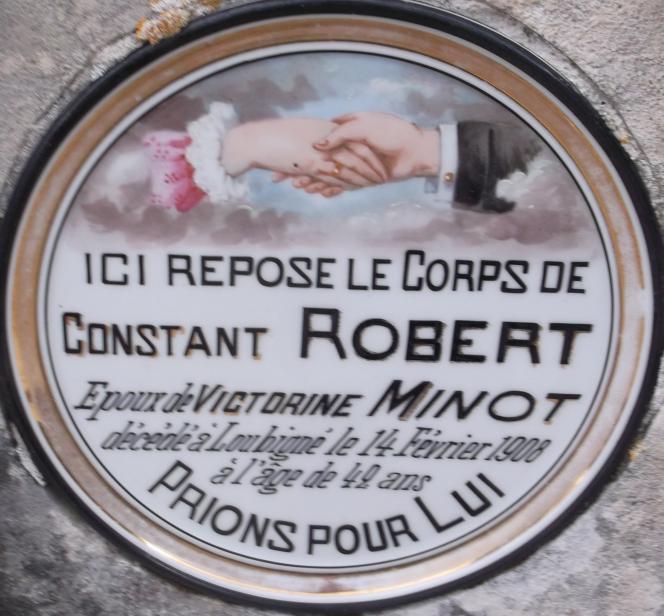 ICI REPOSE LE CORPS DE
CONSTANT ROBERT
Epoux de VICTORINE MINOT
décédé à Loubigné le 14 Février 1908
à l'âge de 42 ans
PRIONS POUR LUI